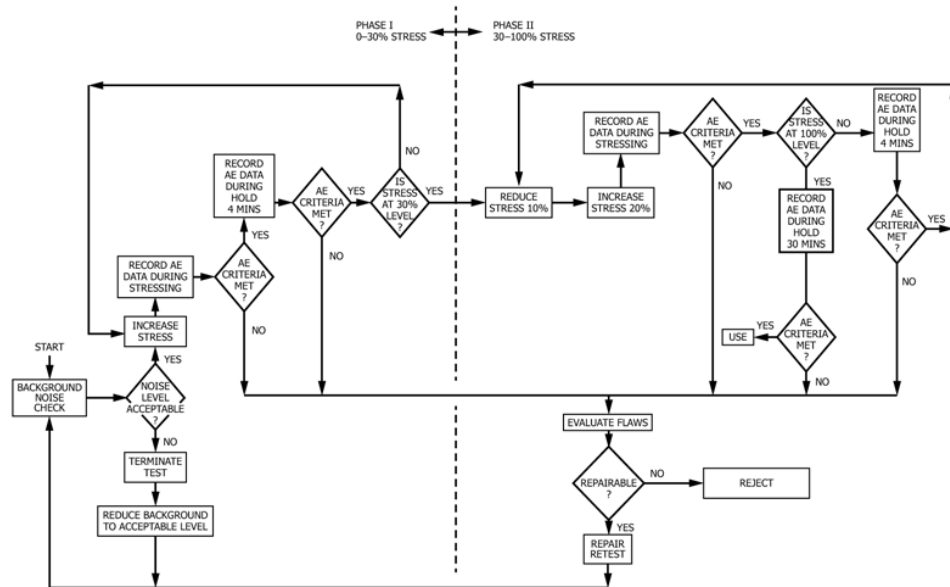 PHASE I
0–30% STRESS
PHASE II
30–100% STRESS
NO
RECORD
AE DATA
DURING
HOLD
4 MINS
AE
CRITERIA
MET
?
YES
NO
IS
STRESS
AT 30%
LEVEL?
YES
REDUCE
STRESS 10%
INCREASE
STRESS 20%
RECORD AE
DATA DURING
STRESSING
AE
CRITERIA
MET
?
YES
NO
IS
STRESS
AT 100%
LEVEL?
NO
YES
RECORD
AE DATA
DURING
HOLD
4 MINS
RECORD
AE DATA
DURING
HOLD
30 MINS
AE
CRITERIA
MET
?
YES
NO
YES
RECORD AE
DATA DURING
STRESSING
AE
CRITERIA
MET
?
NO
INCREASE
STRESS
USE
YES
AE
CRITERIA
MET
?
NO
START
YES
BACKGROUND
NOISE
CHECK
NOISE
LEVEL
ACCEPTABLE
?
NO
TERMINATE
TEST
REDUCE BACKGROUND
TO ACCEPTABLE LEVEL
EVALUATE FLAWS
REPAIRABLE
?
NO
REJECT
YES
REPAIR
RETEST